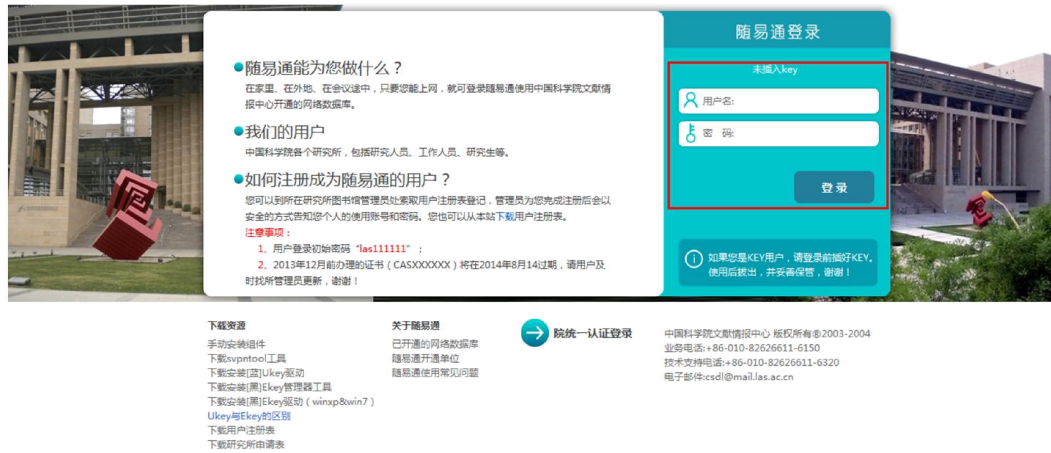 随易通能为您做什么？
在家里、在外地、在会议途中，只要您能上网，就可登录随易通使用中国科学院文献情
报中心开通的网络数据库。
我们的用户
中国科学院各个研究所，包括研究人员、工作人员、研究生等。
如何注册成为随易通的用户？
您可以到所在研究所图书馆管理员处索取用户注册表登记，管理员为您完成注册后会以
安全的方式告知您个人的使用账号和密码。您也可以从本站下载用户注册表。
注意事项：
1、用户登录初始密码“las111111”；
2、2013年12月前办理的证书（CASXXXXXX）将在2014年8月14过期，请用户及
时找所管理员更新，谢谢！
随易通登录
未插入key
用户名:
密 码:
登 录
如果您是KEY用户，请登录前插好KEY。
使用后拔出，并妥善保管，谢谢！
下载资源
手动安装组件
下载svpntool工具
下载安装[蓝]Ukey驱动
下载安装[黑]Ekey管理器工具
下载安装[黑]Ekey驱动（winxp&win7）
Ukey与Ekey的区别
下载用户注册表
下载研究所申请表
关于随易通
已开通的网络数据库
随易通开通单位
随易通使用常见问题
院统一认证登录
中国科学院文献情报中心 版权所有®2003-2004
业务电话:+86-010-82626611-6150
技术支持电话:+86-010-82626611-6320
电子邮件:csdl@mail.las.ac.cn